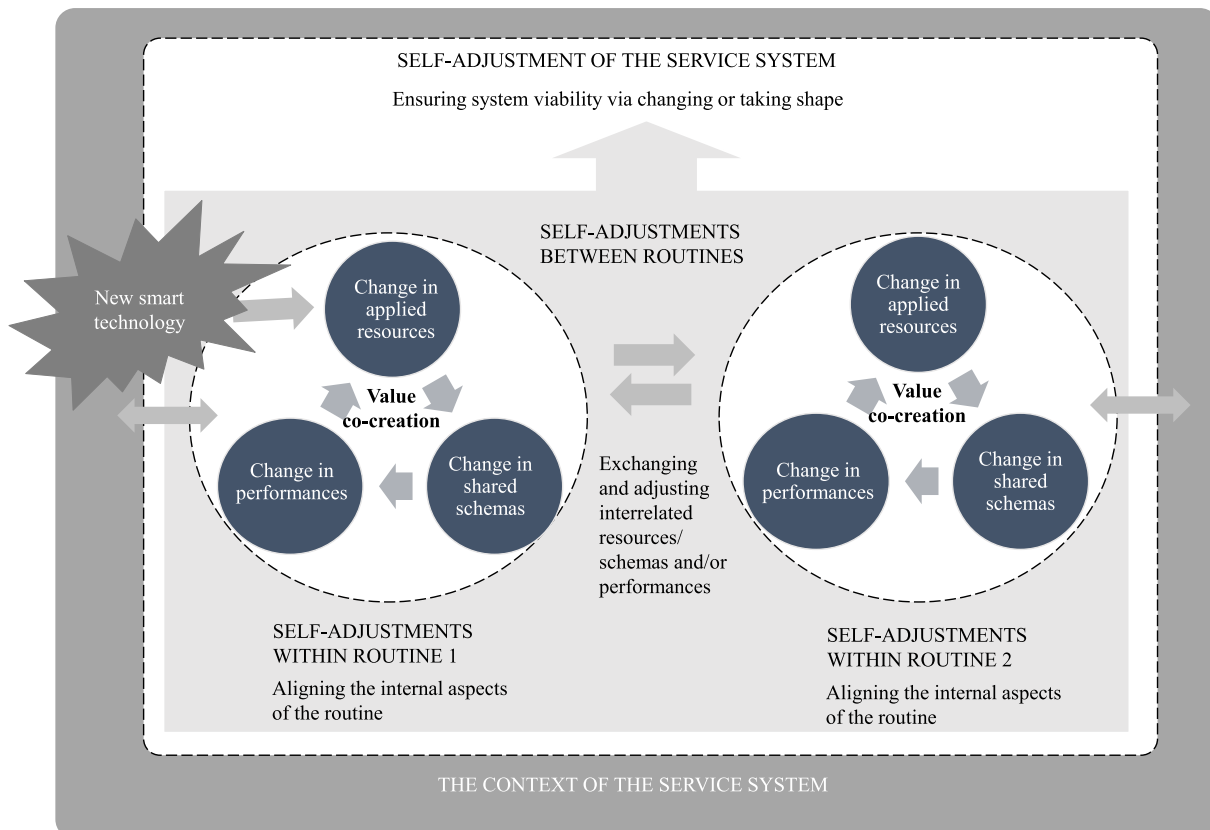 SELF-ADJUSTMENT OF THE SERVICE SYSTEM
Ensuring system viability via changing or taking shape
SELF-ADJUSTMENTS
BETWEEN ROUTINES
New smart
technology
Change in
applied
resources
Value
co-creation
Change in
performances
Change in
shared
schemas
Exchanging
and adjusting
interrelated
resources/
schemas and/or
performances
Change in
applied
resources
Value
co-creation
Change in
performances
Change in
shared
schemas
SELF-ADJUSTMENTS
WITHIN ROUTINE 1
Aligning the internal aspects
of the routine
SELF-ADJUSTMENTS
WITHIN ROUTINE 2
Aligning the internal aspects
of the routine
THE CONTEXT OF THE SERVICE SYSTEM